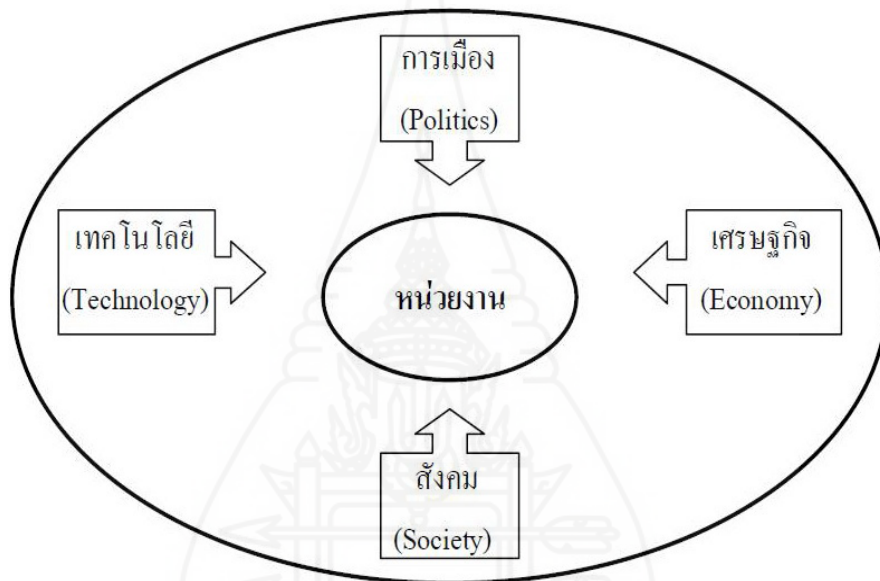 การเมือง
(Politics)
เทคโนโลยี
(Technology)
หน่วยงาน
เศรษฐกิจ
(Economy)
สังคม
(Society)